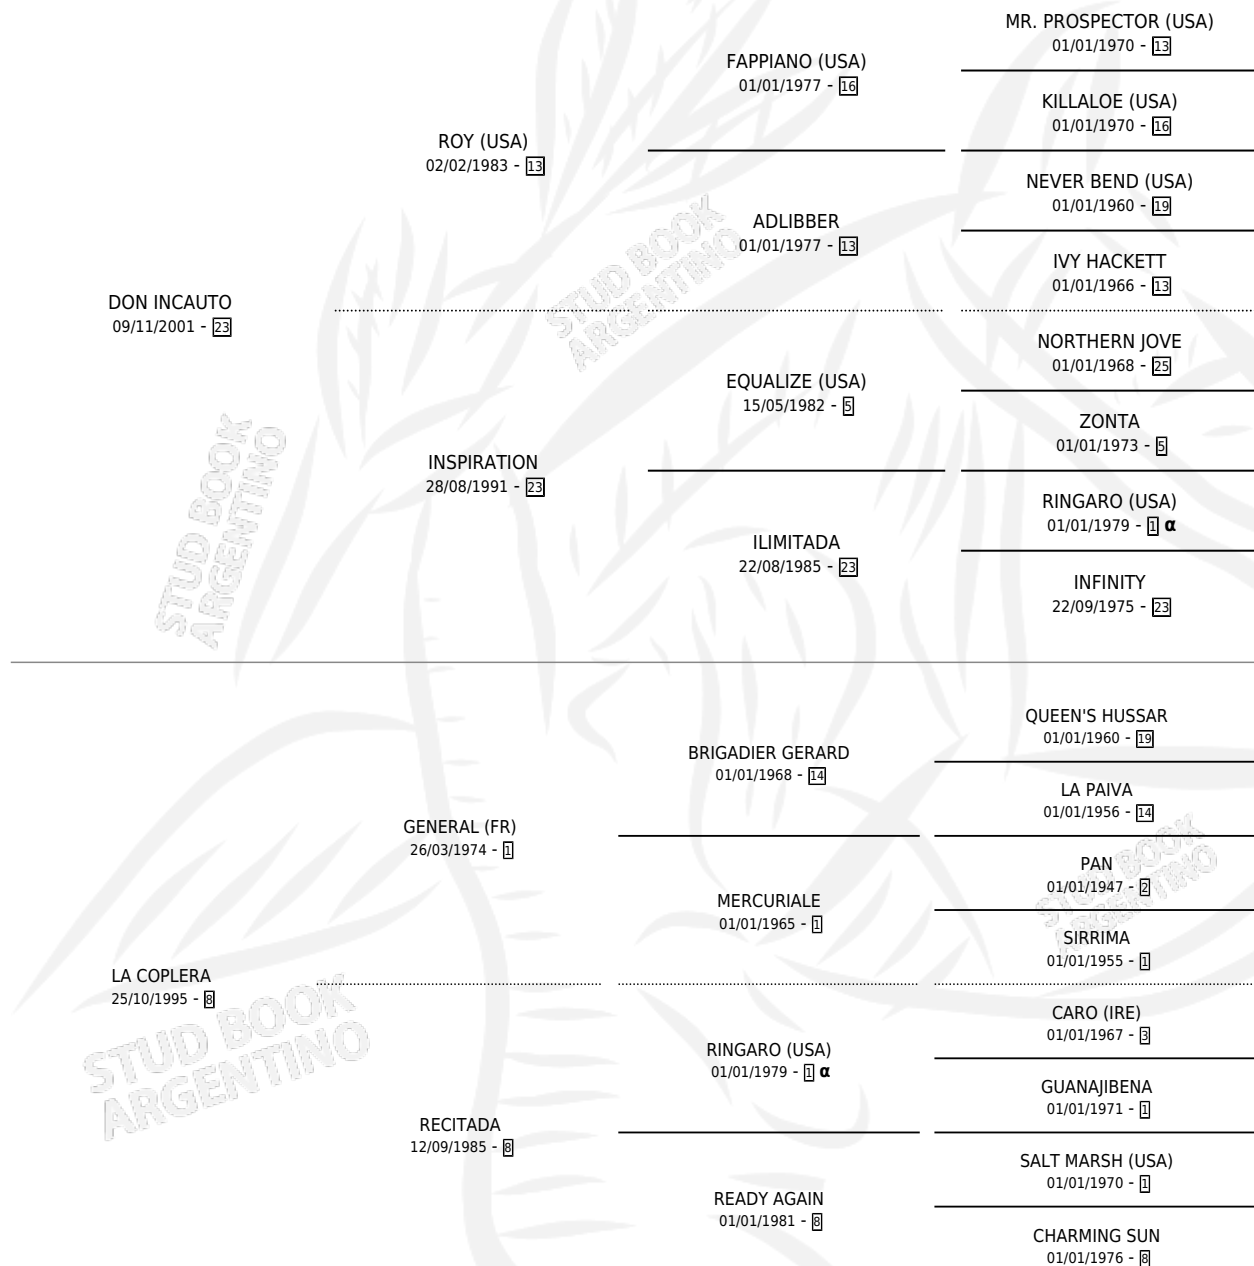 MR. PROSPECTOR (USA)
01/01/1970 - 13
FAPPIANO (USA)
01/01/1977 - 16
KILLALOE (USA)
01/01/1970 - 16
ROY (USA)
02/02/1983 - 13
NEVER BEND (USA)
01/01/1960 - 19
ADLIBBER
01/01/1977 - 13
IVY HACKETT
01/01/1966 - 13
DON INCAUTO
09/11/2001 - 23
STUD BOOK
ARGENTINO
NORTHERN JOVE
01/01/1968 - 25
EQUALIZE (USA)
15/05/1982 - 5
ZONTA
01/01/1973 - 5
INSPIRATION
28/08/1991 - 23
STUD BOOK
ARGENTINO
RINGARO (USA)
01/01/1979 - 1 α
ILIMITADA
22/08/1985 - 23
INFINITY
22/09/1975 - 23
QUEEN'S HUSSAR
01/01/1960 - 19
BRIGADIER GERARD
01/01/1968 - 14
LA PAIVA
01/01/1956 - 14
GENERAL (FR)
26/03/1974 - 1
PAN
01/01/1947 - 2
STUD BOOK
ARGENTINO
MERCURIALE
01/01/1965 - 1
SIRRIMA
01/01/1955 - 1
LA COPLERA
25/10/1995 - 8
STUD BOOK
ARGENTINO
CARO (IRE)
01/01/1967 - 3
RINGARO (USA)
01/01/1979 - 1 α
GUANAJIBENA
01/01/1971 - 1
RECITADA
12/09/1985 - 8
SALT MARSH (USA)
01/01/1970 - 1
READY AGAIN
01/01/1981 - 8
CHARMING SUN
01/01/1976 - 8